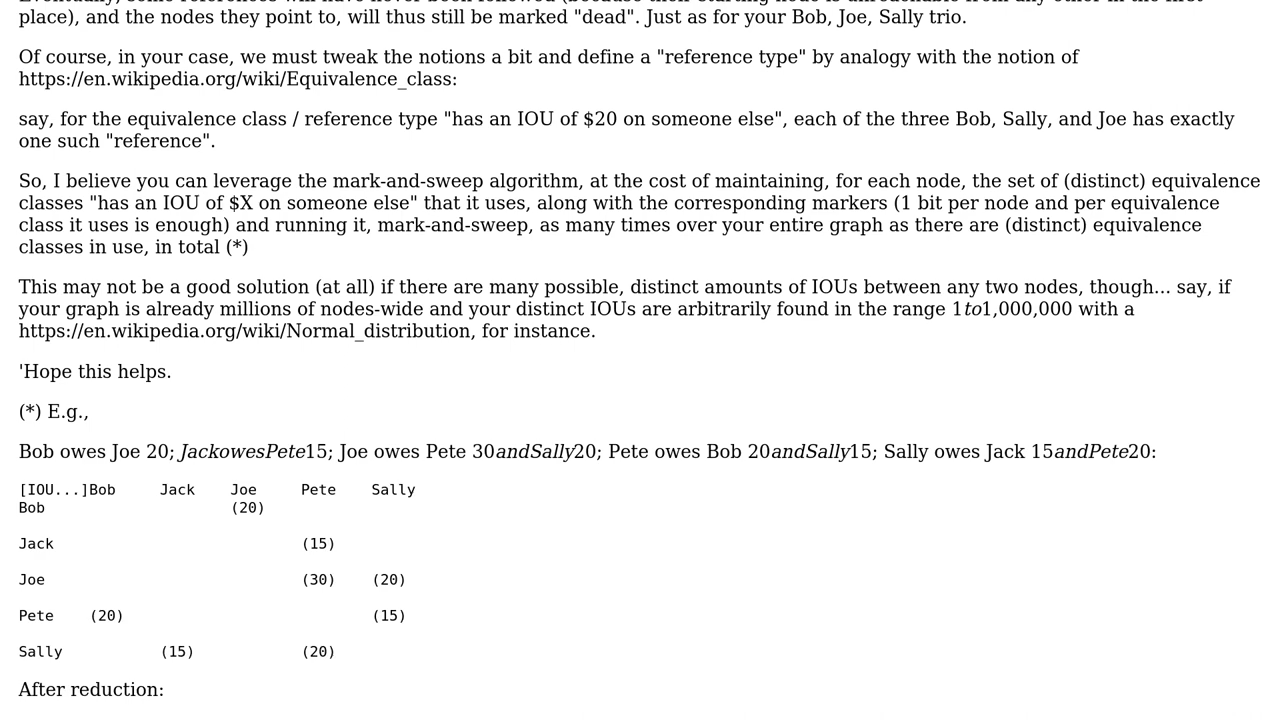 place), and the nodes they point to, will thus still be marked "dead". Just as for your Bob, Joe, Sally trio.
Of course, in your case, we must tweak the notions a bit and define a "reference type" by analogy with the notion of
https://en.wikipedia.org/wiki/Equivalence_class:
say, for the equivalence class / reference type "has an IOU of $20 on someone else", each of the three Bob, Sally, and Joe has exactly
one such "reference".
So, I believe you can leverage the mark-and-sweep algorithm, at the cost of maintaining, for each node, the set of (distinct) equivalence
classes "has an IOU of $X on someone else" that it uses, along with the corresponding markers (1 bit per node and per equivalence
class it uses is enough) and running it, mark-and-sweep, as many times over your entire graph as there are (distinct) equivalence
classes in use, in total (*)
This may not be a good solution (at all) if there are many possible, distinct amounts of IOUs between any two nodes, though... say, if
your graph is already millions of nodes-wide and your distinct IOUs are arbitrarily found in the range 1to1,000,000 with a
https://en.wikipedia.org/wiki/Normal_distribution, for instance.
'Hope this helps.
(*) E.g.,
Bob owes Joe 20; JackowesPete15; Joe owes Pete 30andSally20; Pete owes Bob 20andSally15; Sally owes Jack 15andPete20:
[IOU...]Bob     Jack    Joe     Pete    Sally
Bob                     (20)
Jack                            (15)
Joe                             (30)    (20)
Pete    (20)                            (15)
Sally           (15)            (20)
After reduction: